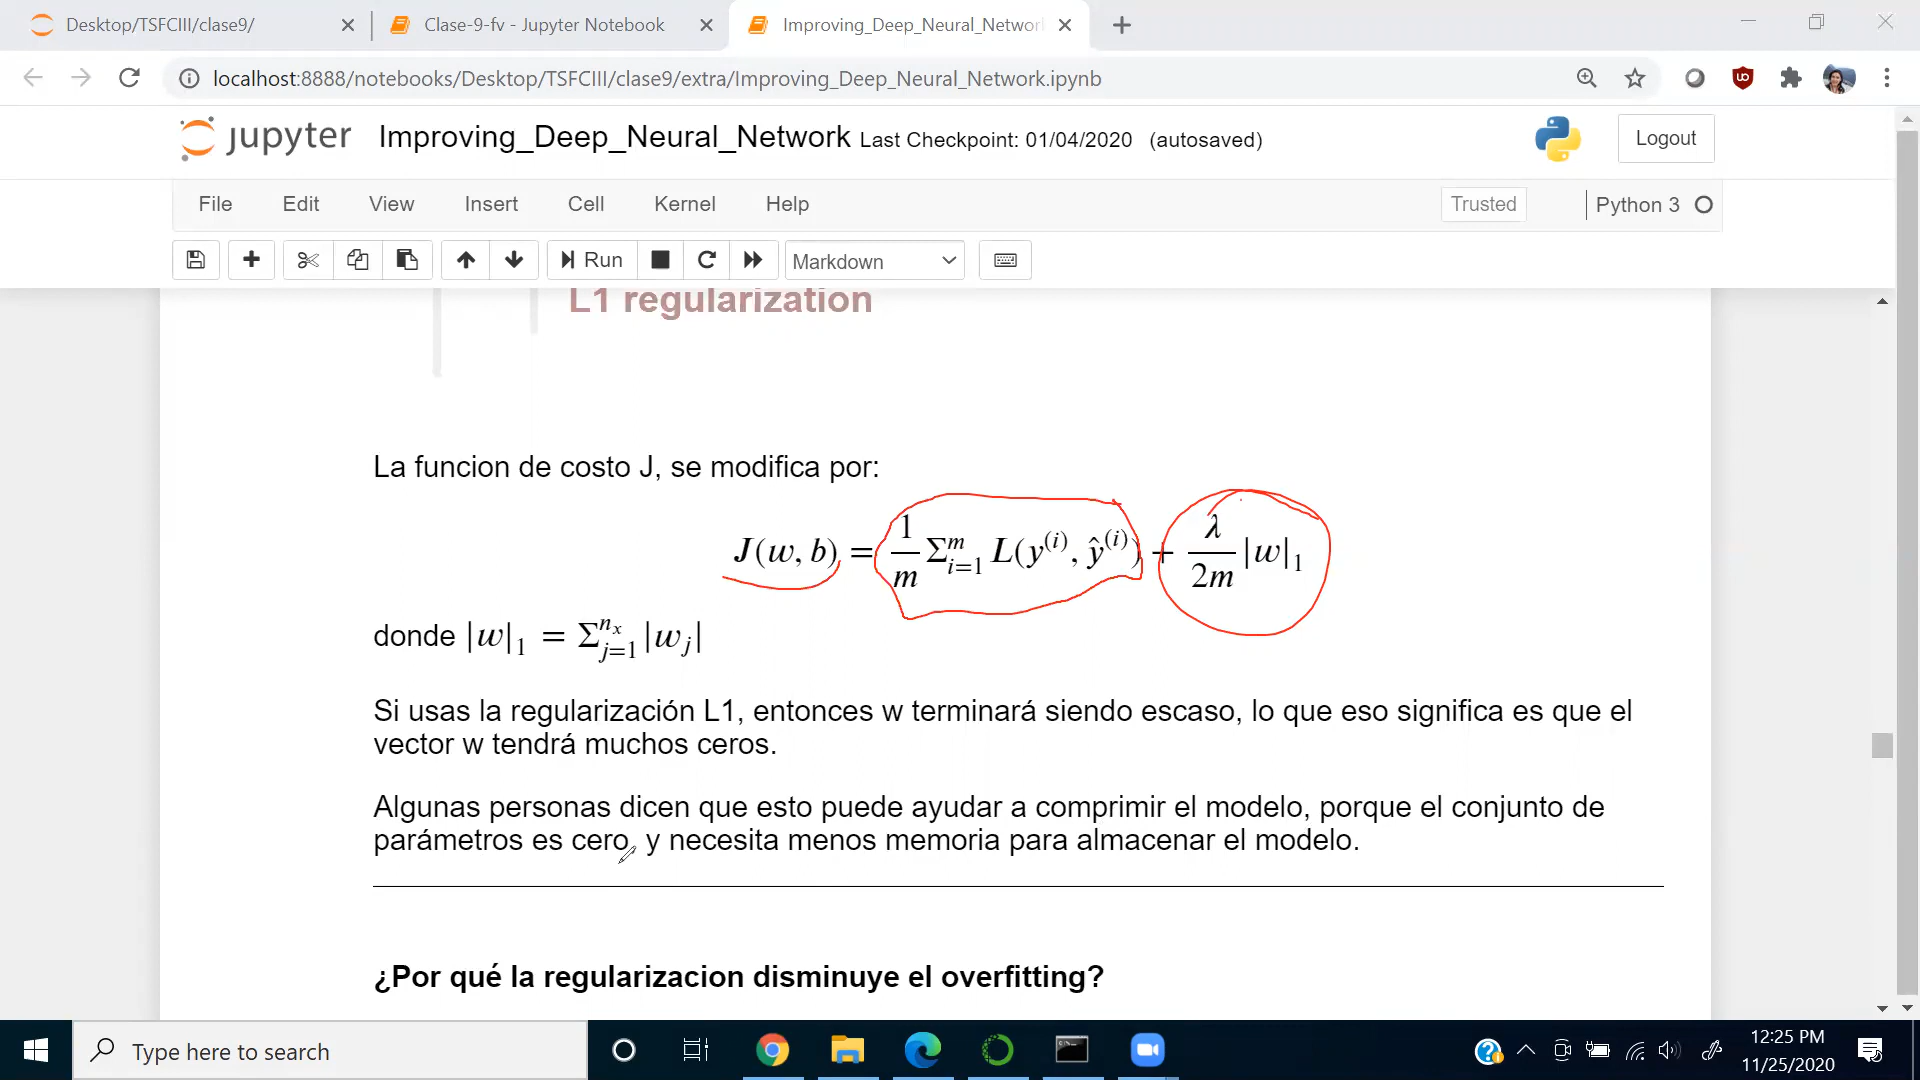 Desktop/TSFCIII/clase9/
Clase-9-fv - Jupyter Notebook
Improving_Deep_Neural_Network
localhost:8888/notebooks/Desktop/TSFCIII/clase9/extra/Improving_Deep_Neural_Network.ipynb
jupyter Improving_Deep_Neural_Network Last Checkpoint: 01/04/2020 (autosaved)
Logout
File Edit View Insert Cell Kernel Help
Trusted
Python 3
Run
Markdown
L1 regularization
La funcion de costo J, se modifica por:
J(w, b) = \frac{1}{m} Σ_{i=1}^{m} L(y^{(i)}, ŷ^{(i)}) + \frac{λ}{2m} |w|_1
donde |w|_1 = Σ_{j=1}^{n_x} |w_j|
Si usas la regularización L1, entonces w terminará siendo escaso, lo que eso significa es que el
vector w tendrá muchos ceros.
Algunas personas dicen que esto puede ayudar a comprimir el modelo, porque el conjunto de
parámetros es cero, y necesita menos memoria para almacenar el modelo.
¿Por qué la regularizacion disminuye el overfitting?
Type here to search
12:25 PM
11/25/2020